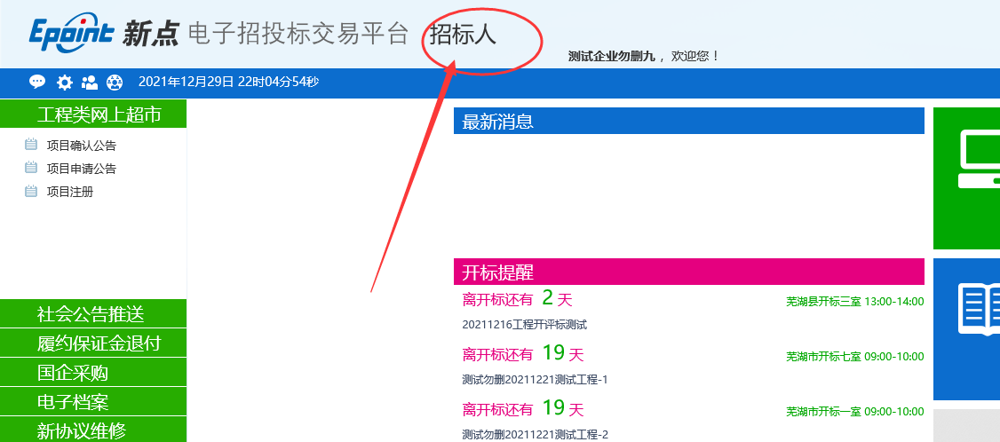 Epoint 新点 电子招投标交易平台 招标人
测试企业勿删九 ，欢迎您！
2021年12月29日 22时04分54秒
工程类网上超市
项目确认公告
项目申请公告
项目注册
社会公告推送
履约保证金退付
国企采购
电子档案
新协议维修
最新消息
开标提醒
离开标还有 2 天 芜湖县开标三室 13:00-14:00
20211216工程开评标测试
离开标还有 19 天 芜湖市开标七室 09:00-10:00
测试勿删20211221测试工程-1
离开标还有 19 天 芜湖市开标一室 09:00-10:00
测试勿删20211221测试工程-2